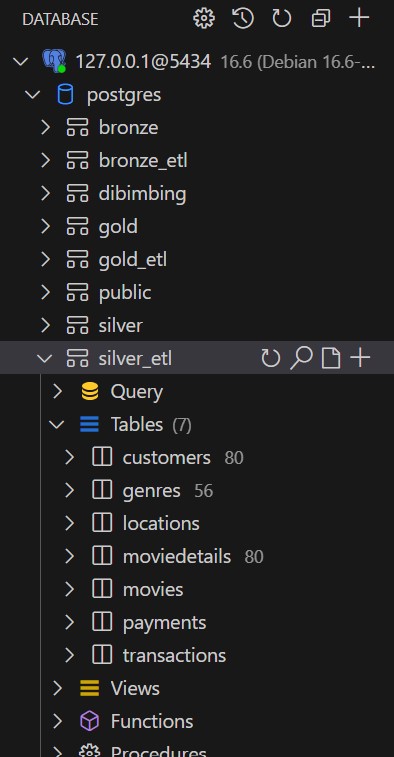 DATABASE
127.0.0.1@5434 16.6 (Debian 16.6-...
postgres
bronze
bronze_etl
dibimbing
gold
gold_etl
public
silver
silver_etl
Query
Tables (7)
customers 80
genres 56
locations
moviedetails 80
movies
payments
transactions
Views
Functions
Procedures